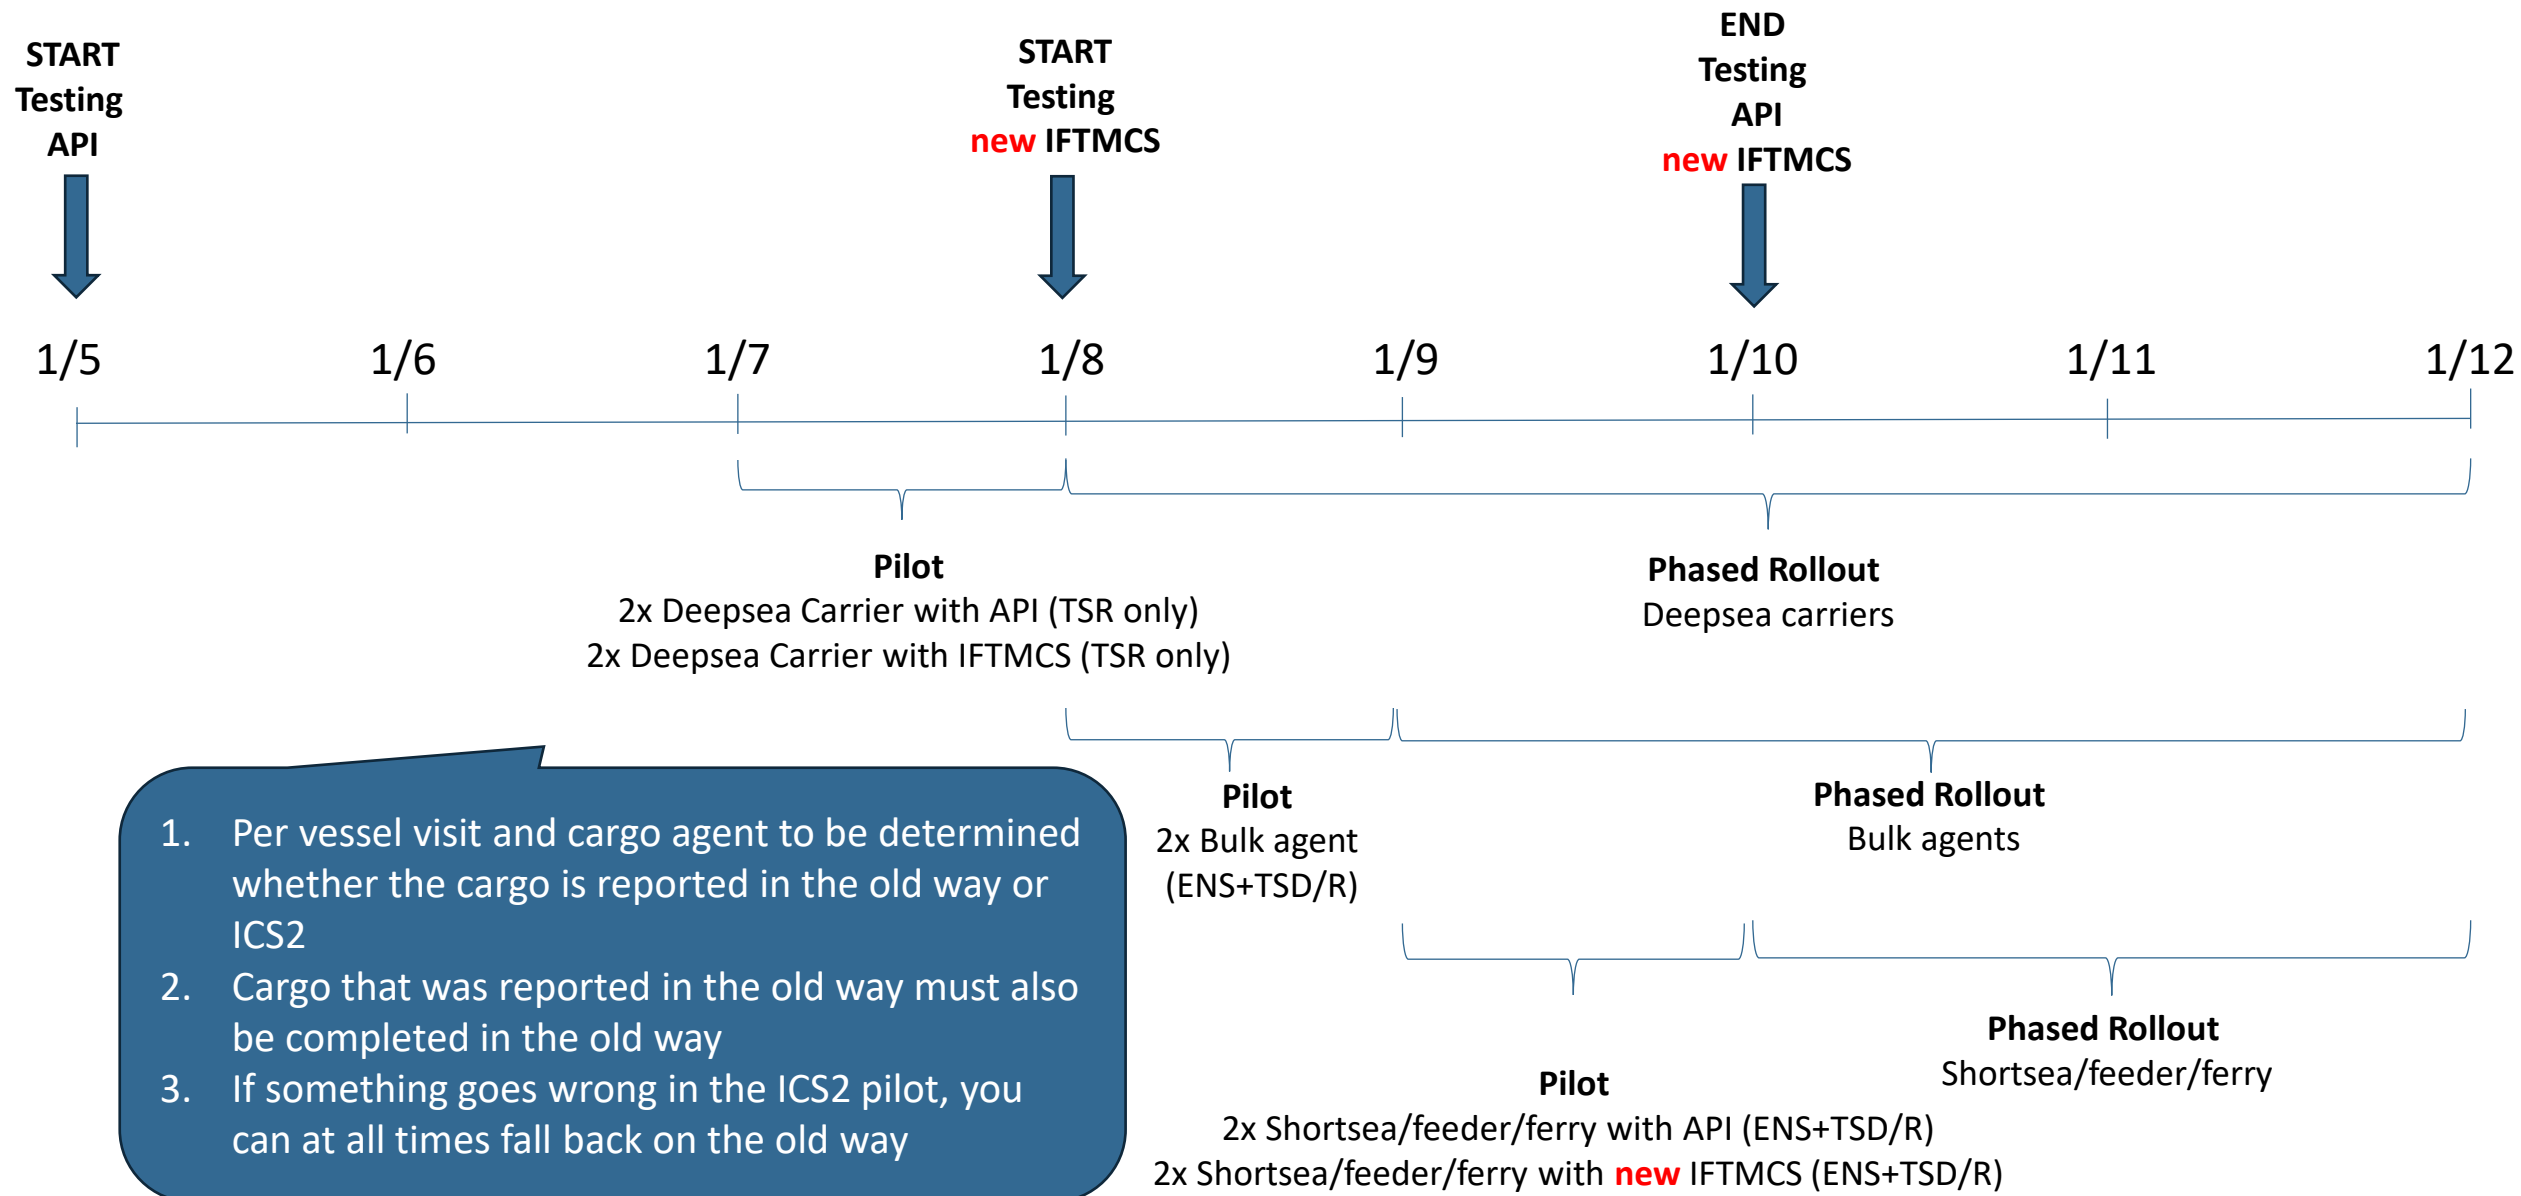 START
Testing
API
START
Testing
new IFTMCS
END
Testing
API
new IFTMCS
1/5
1/6
1/7
1/8
1/9
1/10
1/11
1/12
Pilot
2x Deepsea Carrier with API (TSR only)
2x Deepsea Carrier with IFTMCS (TSR only)
Phased Rollout
Deepsea carriers
Pilot
2x Bulk agent
(ENS+TSD/R)
Phased Rollout
Bulk agents
Pilot
2x Shortsea/feeder/ferry with API (ENS+TSD/R)
2x Shortsea/feeder/ferry with new IFTMCS (ENS+TSD/R)
Phased Rollout
Shortsea/feeder/ferry
1. Per vessel visit and cargo agent to be determined
whether the cargo is reported in the old way or
ICS2
2. Cargo that was reported in the old way must also
be completed in the old way
3. If something goes wrong in the ICS2 pilot, you
can at all times fall back on the old way